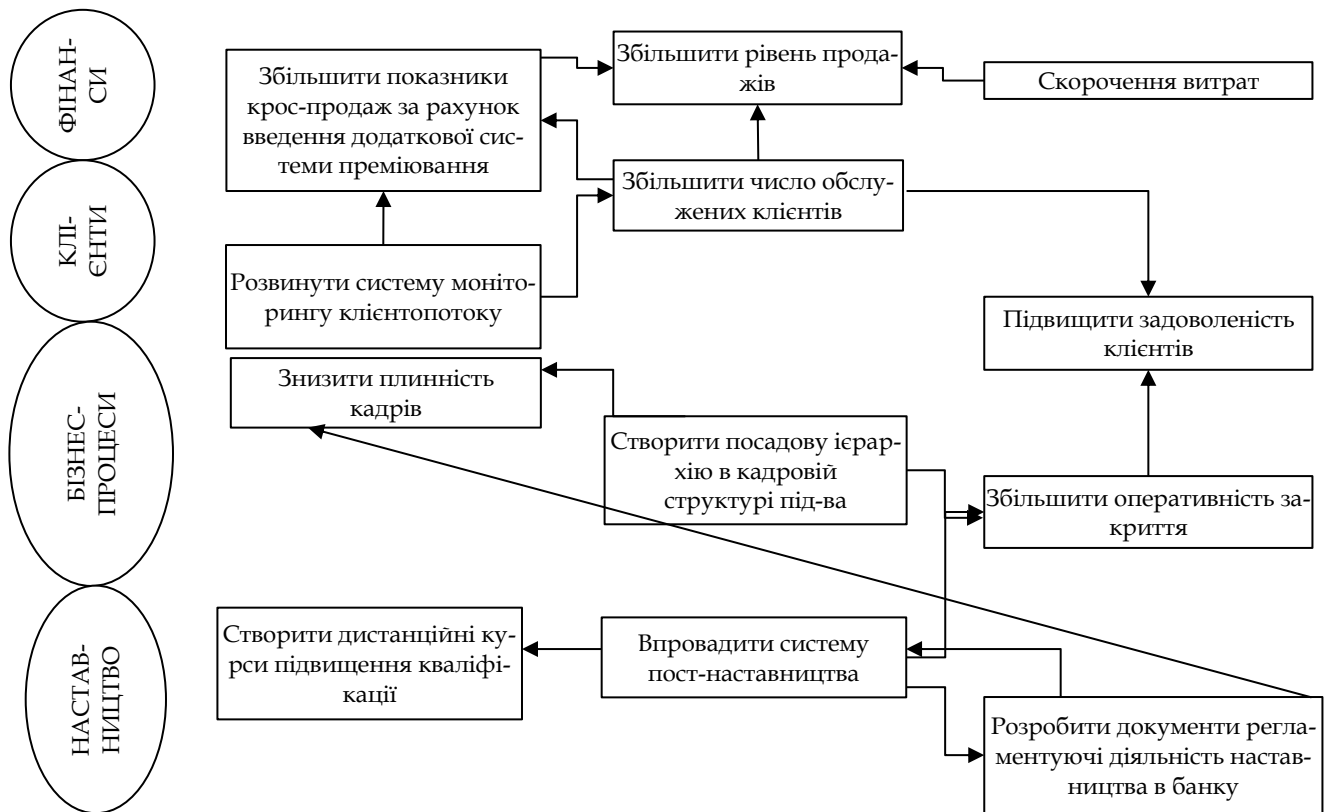 ФІНАН-
СИ
Збільшити показники
крос-продаж за рахунок
введення додаткової сис-
теми преміювання
Збільшити рівень прода-
жів
Скорочення витрат
КЛІ-
ЄНТИ
Збільшити число обслу-
жених клієнтів
Розвинути систему моніто-
рингу клієнтопотоку
Підвищити задоволеність
клієнтів
БІЗНЕС-
ПРОЦЕСИ
Знизити плинність
кадрів
Створити посадову ієрар-
хію в кадровій
структурі під-ва
Збільшити оперативність за-
криття
НАСТАВ-
НИЦТВО
Створити дистанційні ку-
рси підвищення кваліфі-
кації
Впровадити систему
пост-наставництва
Розробити документи регла-
ментуючі діяльність настав-
ництва в банку